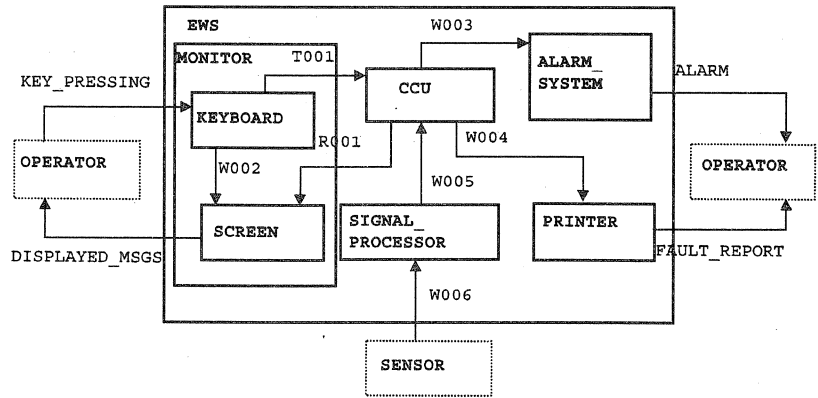 EWS
W003
MONITOR
T001
ALARM_
SYSTEM
ALARM
KEY_PRESSING
CCU
KEYBOARD
R001
W004
OPERATOR
W002
OPERATOR
W005
SCREEN
SIGNAL_
PROCESSOR
PRINTER
DISPLAYED_MSGS
FAULT_REPORT
W006
SENSOR